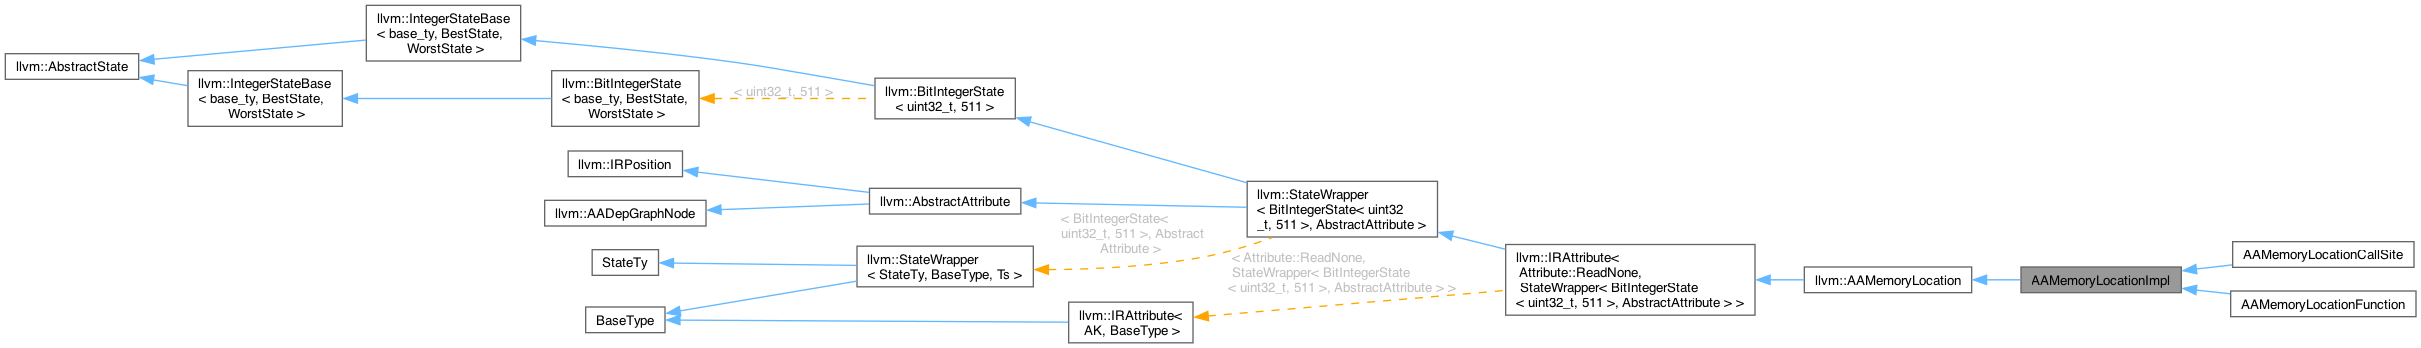 llvm::AbstractState
llvm::IntegerStateBase
< base_ty, BestState,
WorstState >
llvm::IntegerStateBase
< base_ty, BestState,
WorstState >
llvm::BitIntegerState
< base_ty, BestState,
WorstState >
< uint32_t, 511 >
llvm::BitIntegerState
< uint32_t, 511 >
llvm::IRPosition
llvm::AADepGraphNode
llvm::AbstractAttribute
StateTy
BaseType
llvm::StateWrapper
< StateTy, BaseType, Ts >
< BitIntegerState<
uint32_t, 511 >, Abstract
Attribute >
llvm::IRAttribute<
AK, BaseType >
llvm::StateWrapper
< BitIntegerState< uint32
_t, 511 >, AbstractAttribute >
< Attribute::ReadNone,
StateWrapper< BitIntegerState
< uint32_t, 511 >, AbstractAttribute > >
llvm::IRAttribute<
Attribute::ReadNone,
StateWrapper< BitIntegerState
< uint32_t, 511 >, AbstractAttribute > >
llvm::AAMemoryLocation
AAMemoryLocationImpl
AAMemoryLocationCallSite
AAMemoryLocationFunction